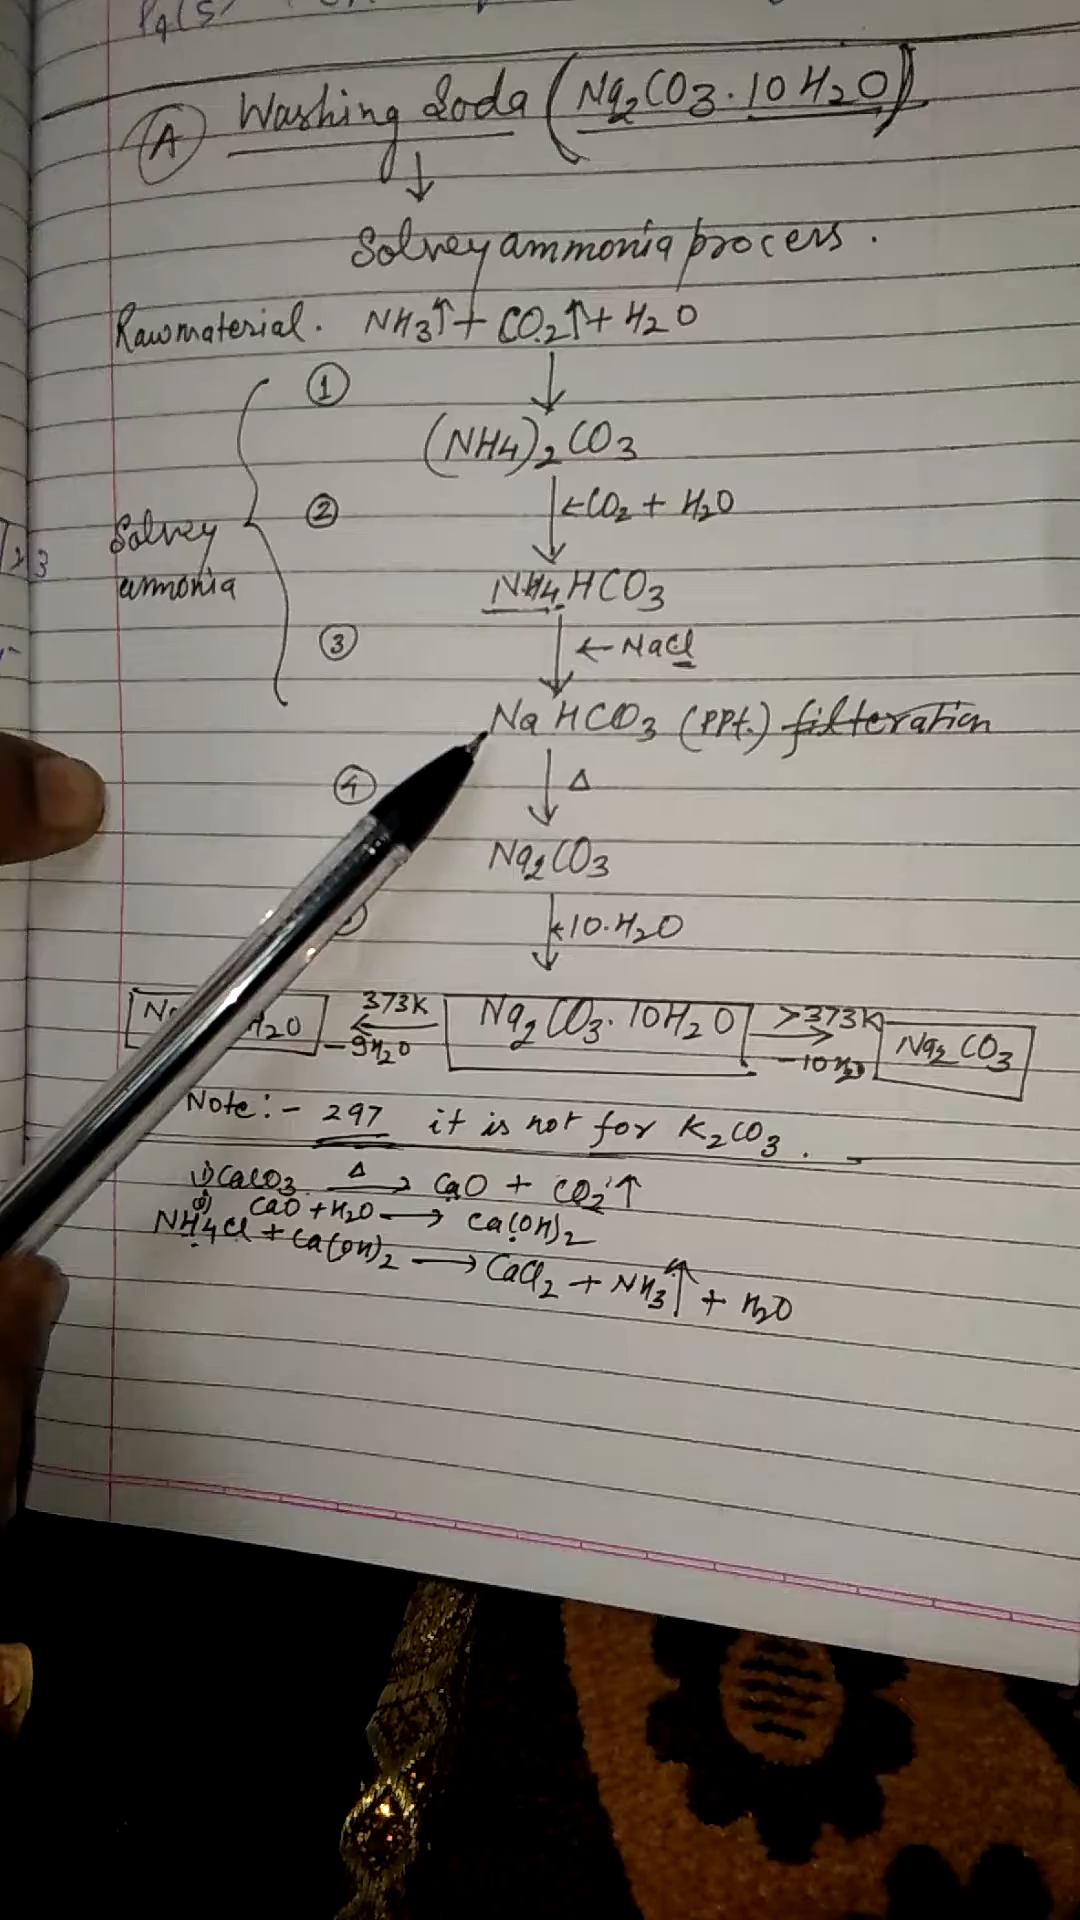 (A) Washing Soda (Na2CO3.10H2O)
↓
Solvey ammonia process.
Rawmaterial. NH3↑ + CO2↑ + H2O
① ↓
(NH4)2CO3
② ↓ ← CO2 + H2O
Solvey
ammonia
NH4HCO3
③ ↓ ← NaCl
NaHCO3 (PPt.) filteration
④ ↓ Δ
Na2CO3
↓ ← 10.H2O
H2O ← 373K -9H2O Na2CO3.10H2O >373K → -10H2O Na2CO3
Note:- 297 it is not for K2CO3.
i) CaCO3 Δ → CaO + CO2↑
ii) CaO + H2O → Ca(OH)2
NH4Cl + Ca(OH)2 → CaCl2 + NH3↑ + H2O